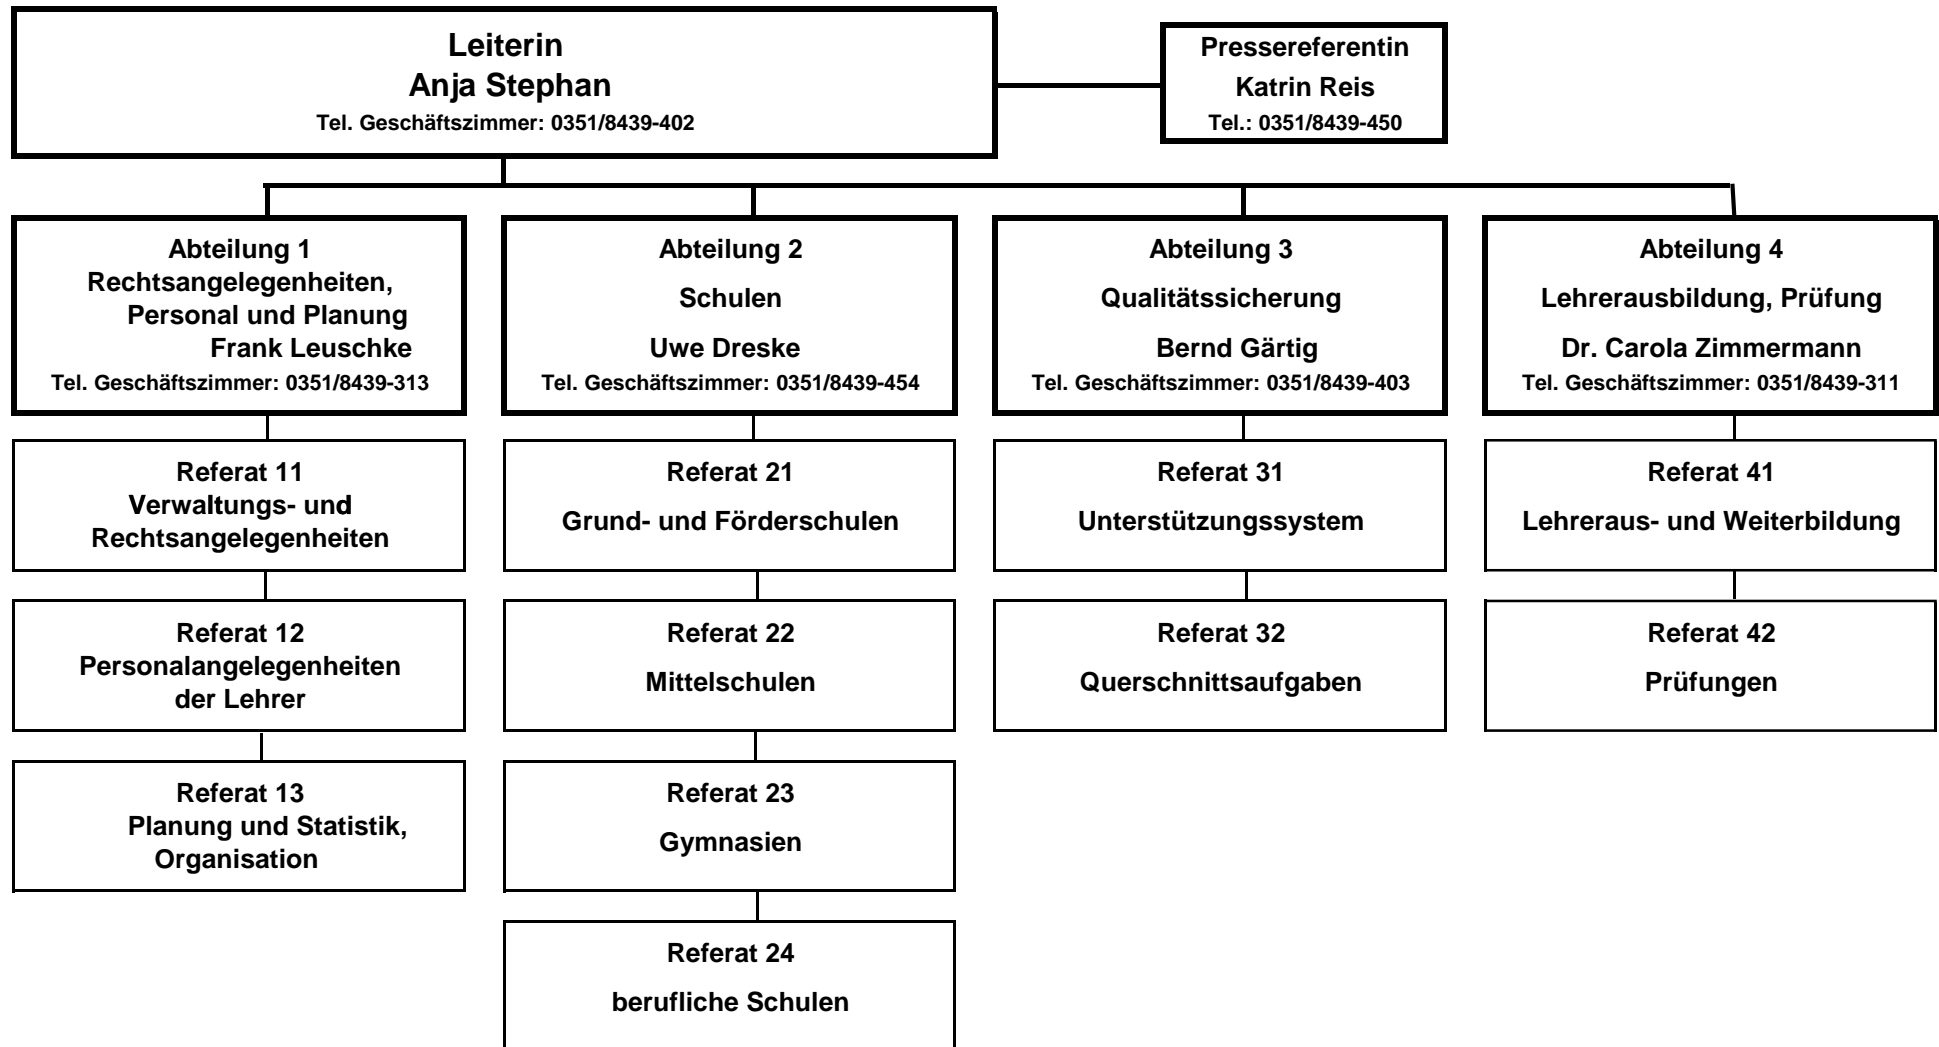 Leiterin
Anja Stephan
Tel. Geschäftszimmer: 0351/8439-402
Pressereferentin
Katrin Reis
Tel.: 0351/8439-450
Abteilung 1
Rechtsangelegenheiten,
Personal und Planung
Frank Leuschke
Tel. Geschäftszimmer: 0351/8439-313
Abteilung 2
Schulen
Uwe Dreske
Tel. Geschäftszimmer: 0351/8439-454
Abteilung 3
Qualitätssicherung
Bernd Gärtig
Tel. Geschäftszimmer: 0351/8439-403
Abteilung 4
Lehrerausbildung, Prüfung
Dr. Carola Zimmermann
Tel. Geschäftszimmer: 0351/8439-311
Referat 11
Verwaltungs- und
Rechtsangelegenheiten
Referat 21
Grund- und Förderschulen
Referat 31
Unterstützungssystem
Referat 41
Lehreraus- und Weiterbildung
Referat 12
Personalangelegenheiten
der Lehrer
Referat 22
Mittelschulen
Referat 32
Querschnittsaufgaben
Referat 42
Prüfungen
Referat 13
Planung und Statistik,
Organisation
Referat 23
Gymnasien
Referat 24
berufliche Schulen